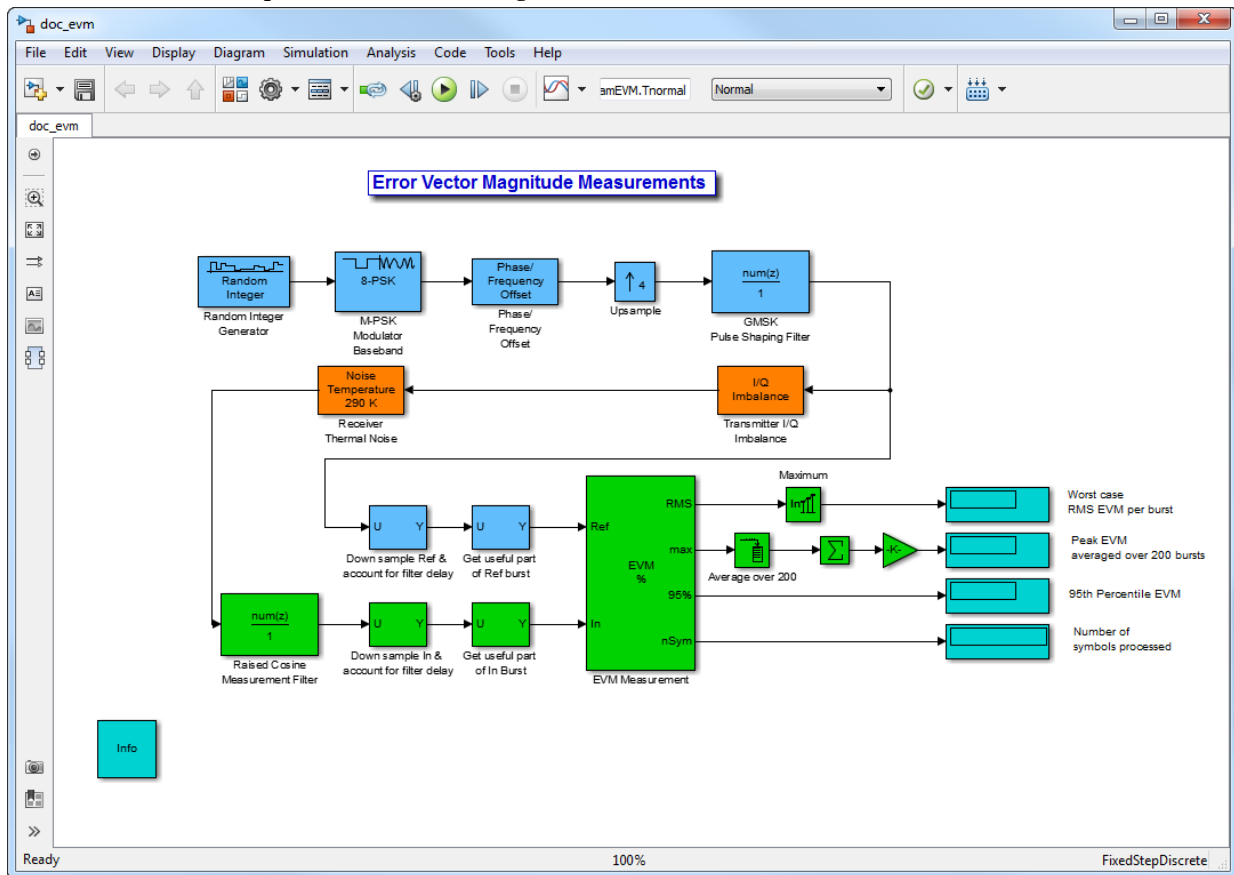 doc_evm
File Edit View Display Diagram Simulation Analysis Code Tools Help
amEVM.Tnormal
Normal
doc_evm
Error Vector Magnitude Measurements
Random
Integer
Random Integer
Generator
8-PSK
M-PSK
Modulator
Baseband
Phase/
Frequency
Offset
Phase/
Frequency
Offset
4
Upsample
num(z)
1
GMSK
Pulse Shaping Filter
Noise
Temperature
290 K
Receiver
Thermal Noise
I/Q
Imbalance
Transmitter I/Q
Imbalance
U Y
Down sample Ref &
account for filter delay
U Y
Get useful part
of Ref burst
Ref
In
EVM
%
RMS
max
95%
nSym
EVM Measurement
Maximum
In
Average over 200
Σ
-K-
Worst case
RMS EVM per burst
Peak EVM
averaged over 200 bursts
95th Percentile EVM
Number of
symbols processed
num(z)
1
Raised Cosine
Measurement Filter
U Y
Down sample In &
account for filter delay
U Y
Get useful part
of In Burst
Info
Ready 100% FixedStepDiscrete